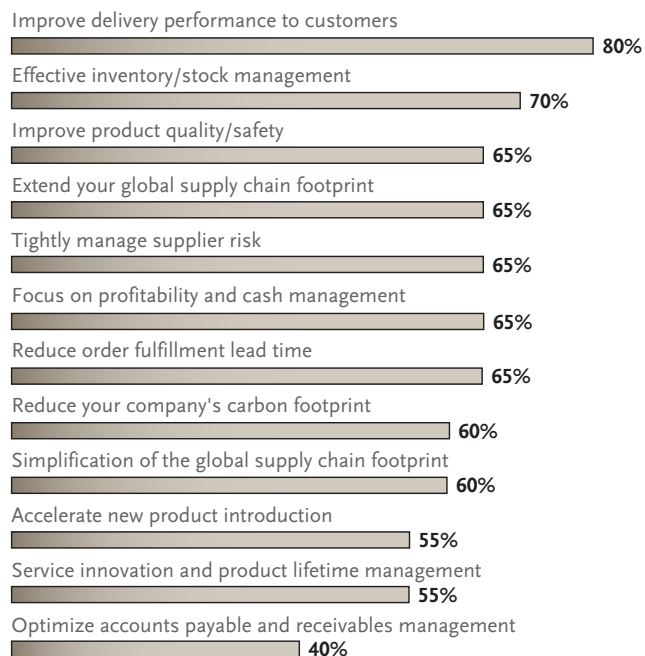 Improve delivery performance to customers
80%
Effective inventory/stock management
70%
Improve product quality/safety
65%
Extend your global supply chain footprint
65%
Tightly manage supplier risk
65%
Focus on profitability and cash management
65%
Reduce order fulfillment lead time
65%
Reduce your company's carbon footprint
60%
Simplification of the global supply chain footprint
60%
Accelerate new product introduction
55%
Service innovation and product lifetime management
55%
Optimize accounts payable and receivables management
40%